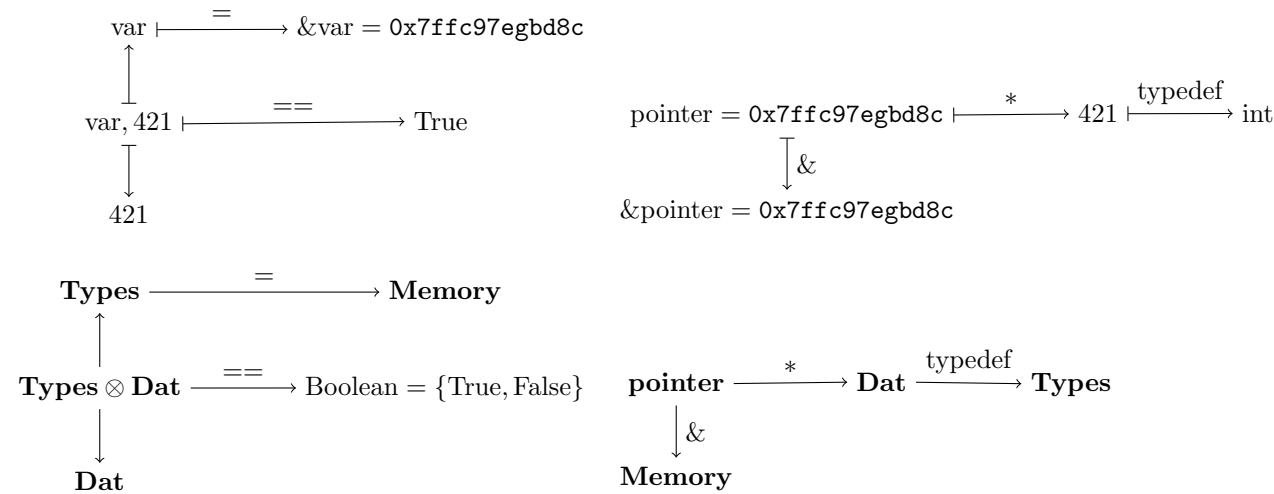 =
var &var = 0x7ffc97egbd8c
==
var, 421 True
421
* typedef
pointer = 0x7ffc97egbd8c 421 int
&
&pointer = 0x7ffc97egbd8c
=
Types Memory
==
Types ⊗ Dat Boolean = {True, False}
Dat
* typedef
pointer Dat Types
&
Memory